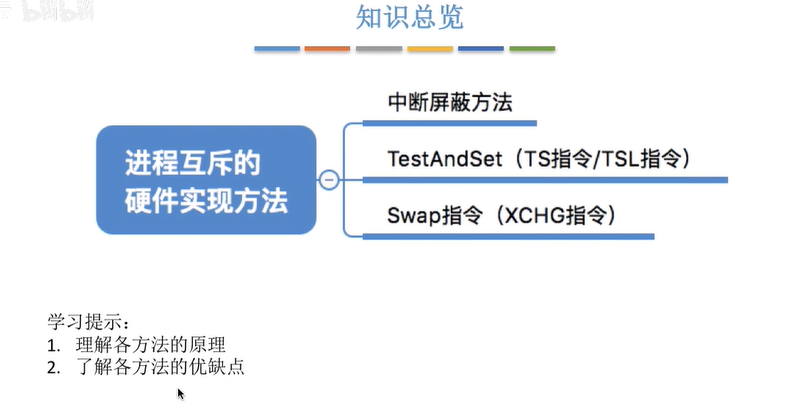 bilibili
知识总览
中断屏蔽方法
进程互斥的
硬件实现方法
TestAndSet（TS指令/TSL指令）
Swap指令（XCHG指令）
学习提示：
1. 理解各方法的原理
2. 了解各方法的优缺点